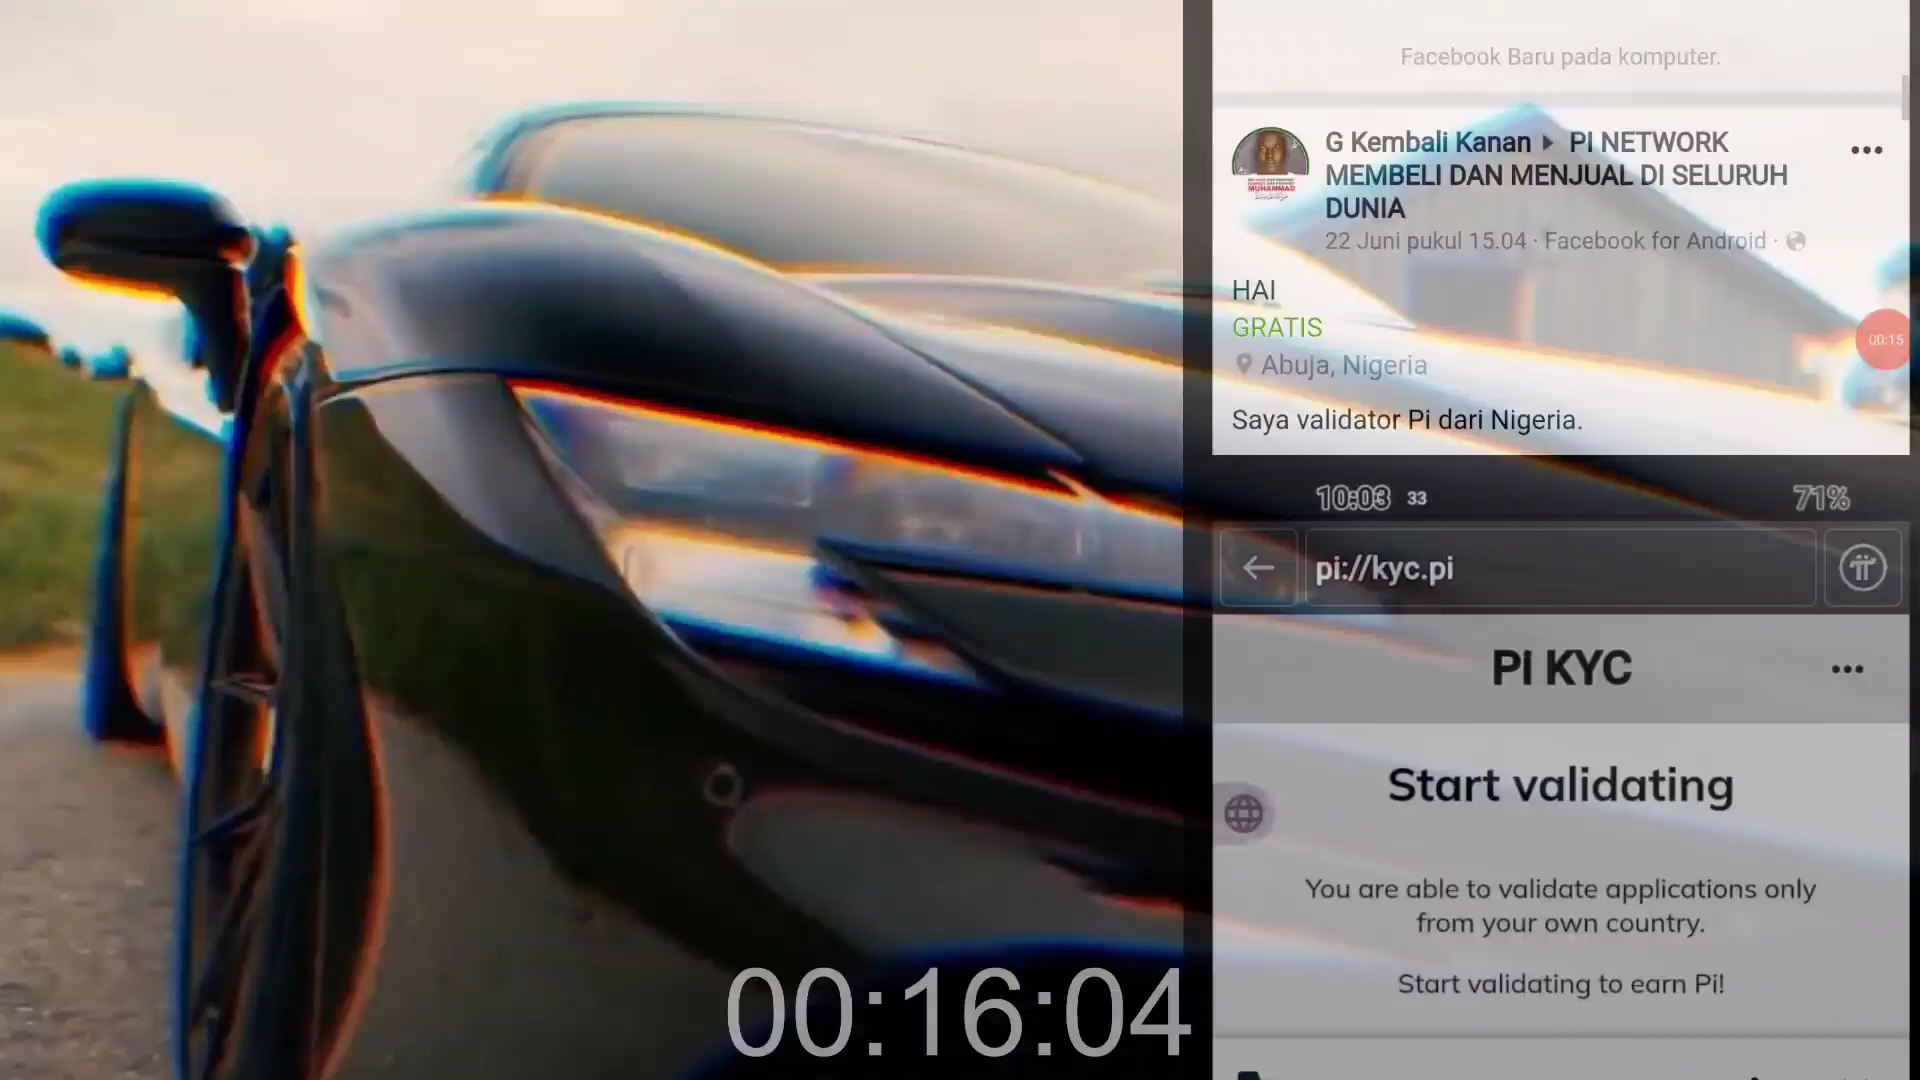 Facebook Baru pada komputer.
G Kembali Kanan ▸ PI NETWORK
MEMBELI DAN MENJUAL DI SELURUH
DUNIA
22 Juni pukul 15.04 · Facebook for Android ·
HAI
GRATIS
Abuja, Nigeria
00:15
Saya validator Pi dari Nigeria.
10:03 33 71%
pi://kyc.pi
Pi KYC
Start validating
You are able to validate applications only
from your own country.
Start validating to earn Pi!
00:16:04